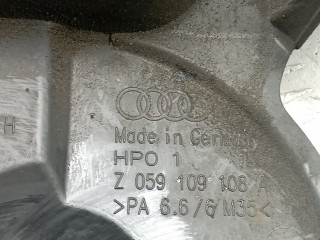 H
Made in Germany
HPO 1
Z 059 109 108 A
>PA 6.6/6 M35<